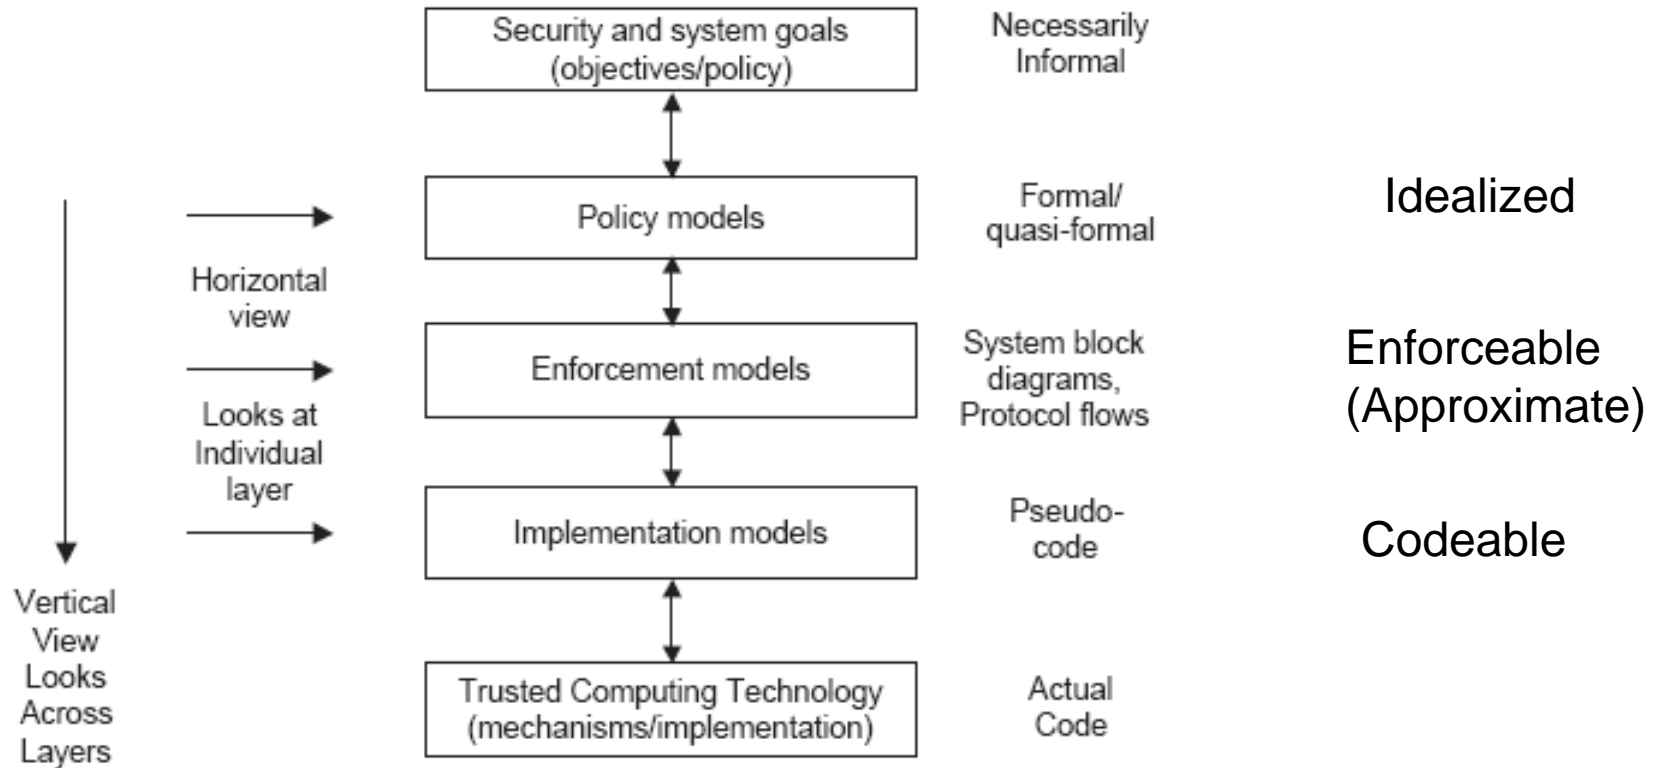 Security and system goals
(objectives/policy)
Necessarily
Informal
Policy models
Formal/
quasi-formal
Idealized
Horizontal
view
Enforcement models
System block
diagrams,
Protocol flows
Enforceable
(Approximate)
Looks at
Individual
layer
Implementation models
Pseudo-
code
Codeable
Vertical
View
Looks
Across
Layers
Trusted Computing Technology
(mechanisms/implementation)
Actual
Code